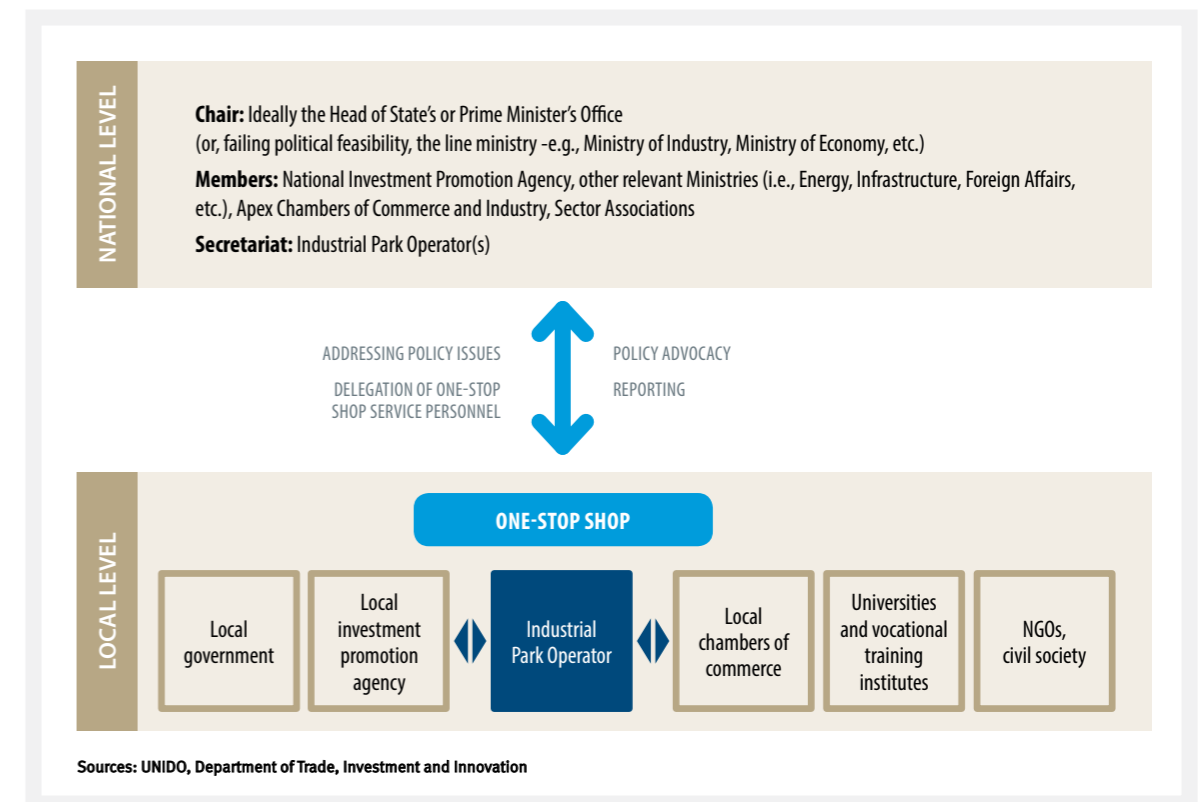 NATIONAL LEVEL
Chair: Ideally the Head of State's or Prime Minister's Office
(or, failing political feasibility, the line ministry -e.g., Ministry of Industry, Ministry of Economy, etc.)
Members: National Investment Promotion Agency, other relevant Ministries (i.e., Energy, Infrastructure, Foreign Affairs,
etc.), Apex Chambers of Commerce and Industry, Sector Associations
Secretariat: Industrial Park Operator(s)
ADDRESSING POLICY ISSUES
DELEGATION OF ONE-STOP
SHOP SERVICE PERSONNEL
POLICY ADVOCACY
REPORTING
LOCAL LEVEL
ONE-STOP SHOP
Local
government
Local
investment
promotion
agency
Industrial
Park Operator
Local
chambers of
commerce
Universities
and vocational
training
institutes
NGOs,
civil society
Sources: UNIDO, Department of Trade, Investment and Innovation